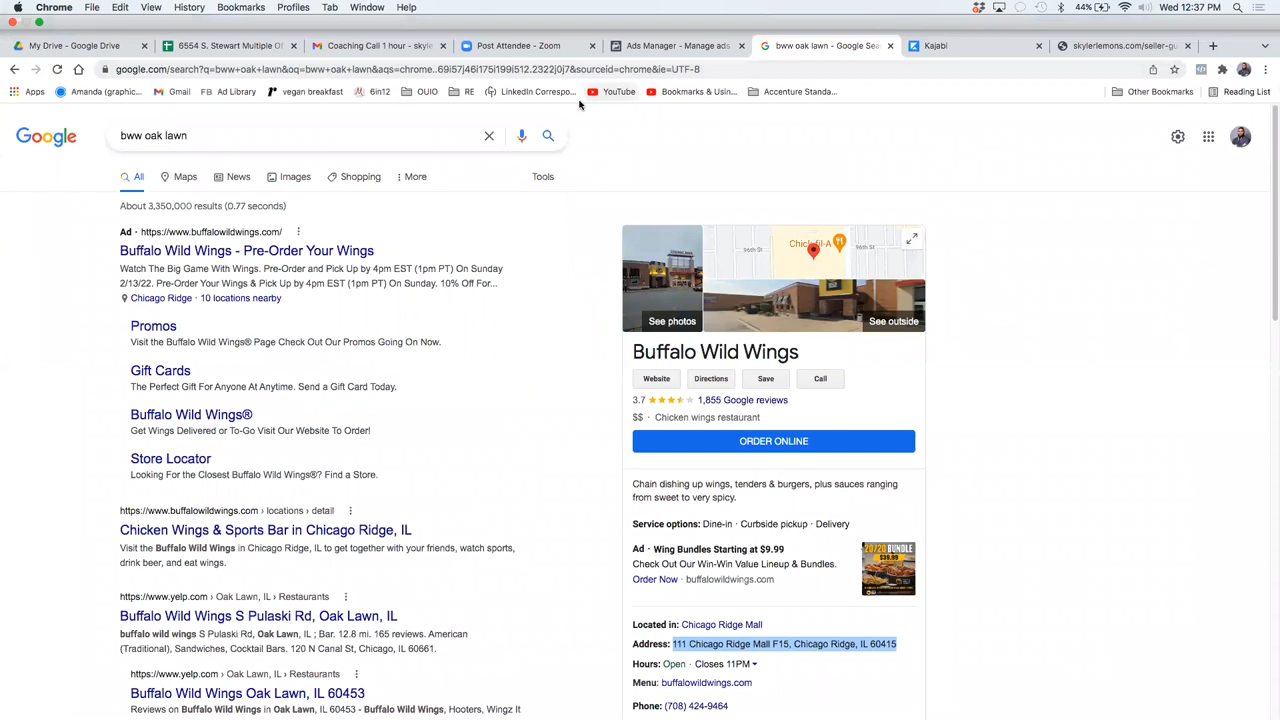 Chrome File Edit View History Bookmarks Profiles Tab Window Help 44% Wed 12:37 PM
My Drive - Google Drive 6554 S. Stewart Multiple Of Coaching Call 1 hour - skyle Post Attendee - Zoom Ads Manager - Manage ads bww oak lawn - Google Sea Kajabi skylerlemons.com/seller-gu
google.com/search?q=bww+oak+lawn&oq=bww+oak+lawn&aqs=chrome..69i57j46i175i199i512.2322j0j7&sourceid=chrome&ie=UTF-8
Apps Amanda (graphic... Gmail Ad Library vegan breakfast 6in12 OUIO RE LinkedIn Correspo... YouTube Bookmarks & Usin... Accenture Standa... Other Bookmarks Reading List
Google bww oak lawn
All Maps News Images Shopping More Tools
About 3,350,000 results (0.77 seconds)
Ad · https://www.buffalowildwings.com/
Buffalo Wild Wings - Pre-Order Your Wings
Watch The Big Game With Wings. Pre-Order and Pick Up by 4pm EST (1pm PT) On Sunday
2/13/22. Pre-Order and Pick Up by 4pm EST (1pm PT) On Sunday. 10% Off For...
Chicago Ridge · 10 locations nearby
Promos
Visit the Buffalo Wild Wings® Page Check Out Our Promos Going On Now.
Gift Cards
The Perfect Gift For Anyone At Anytime. Send a Gift Card Today.
Buffalo Wild Wings®
Get Wings Delivered or To-Go Visit Our Website To Order!
Store Locator
Looking For the Closest Buffalo Wild Wings®? Find a Store.
https://www.buffalowildwings.com › locations › detail
Chicken Wings & Sports Bar in Chicago Ridge, IL
Visit the Buffalo Wild Wings in Chicago Ridge, IL to get together with your friends, watch sports,
drink beer, and eat wings.
https://www.yelp.com › Oak Lawn, IL › Restaurants
Buffalo Wild Wings S Pulaski Rd, Oak Lawn, IL
buffalo wild wings S Pulaski Rd, Oak Lawn, IL ; Bar. 12.8 mi. 165 reviews. American
(Traditional), Sandwiches, Cocktail Bars. 120 N Canal St, Chicago, IL 60661.
https://www.yelp.com › Oak Lawn, IL › Restaurants
Buffalo Wild Wings Oak Lawn, IL 60453
Reviews on Buffalo Wild Wings in Oak Lawn, IL 60453 - Buffalo Wild Wings, Hooters, Wingz It
Chick-fil-A
96th St 96th St
See photos See outside
Buffalo Wild Wings
Website Directions Save Call
3.7 1,855 Google reviews
$$ · Chicken wings restaurant
ORDER ONLINE
Chain dishing up wings, tenders & burgers, plus sauces ranging
from sweet to very spicy.
Service options: Dine-in · Curbside pickup · Delivery
Ad · Wing Bundles Starting at $9.99
Check Out Our Win-Win Value Lineup & Bundles.
Order Now · buffalowildwings.com
20/20 BUNDLE
$39.99
Located in: Chicago Ridge Mall
Address: 111 Chicago Ridge Mall F15, Chicago Ridge, IL 60415
Hours: Open · Closes 11PM
Menu: buffalowildwings.com
Phone: (708) 424-9464